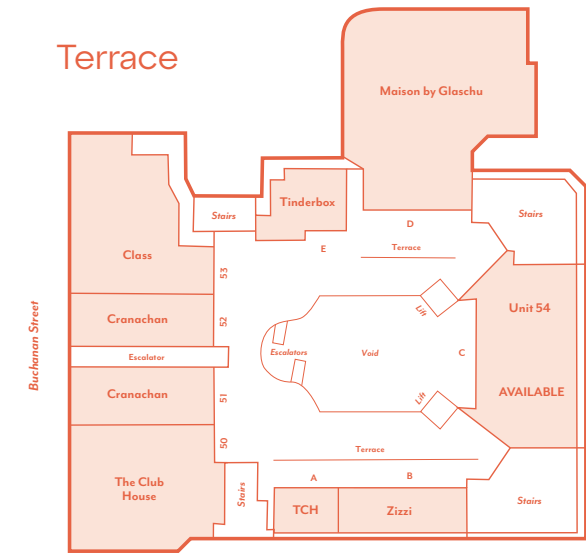 Terrace
Maison by Glaschu
Tinderbox
Stairs
Stairs
D
E
Terrace
Class
53
Unit 54
Lift
Cranachan
52
Buchanan Street
Escalator
Escalators
Void
C
Cranachan
51
AVAILABLE
Lift
50
Terrace
The Club
House
Stairs
A
B
TCH
Zizzi
Stairs